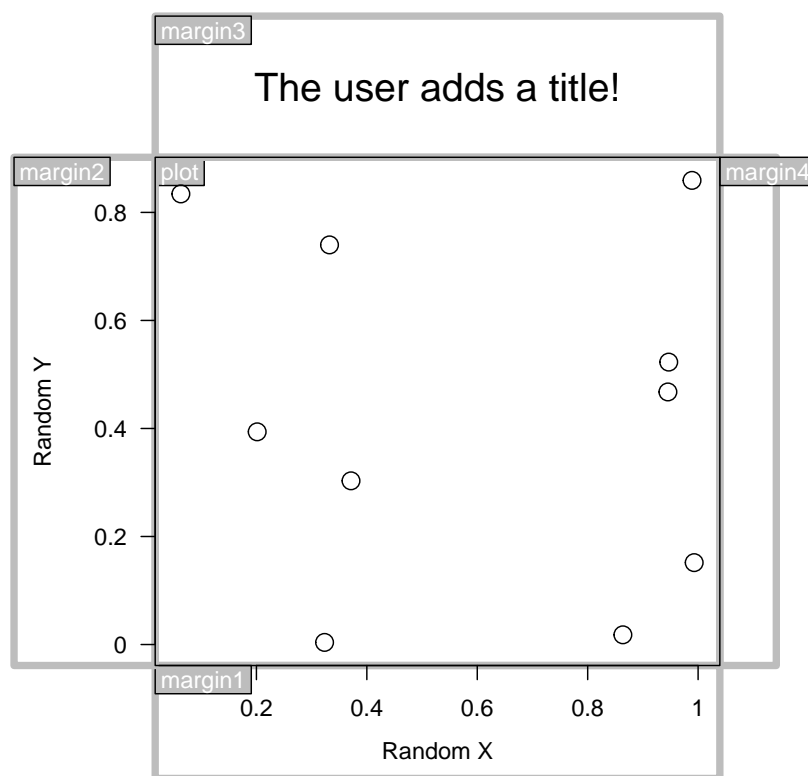 margin3
The user adds a title!
margin2
plot
margin4
0.8
0.6
0.4
0.2
0
Random Y
margin1
0.2 0.4 0.6 0.8 1
Random X